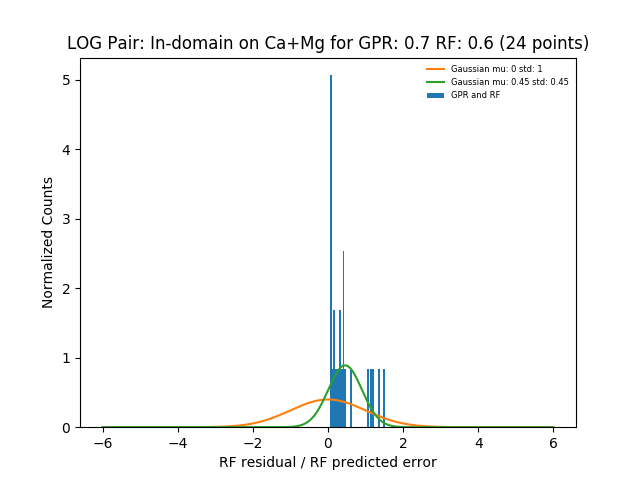 LOG Pair: In-domain on Ca+Mg for GPR: 0.7 RF: 0.6 (24 points)
Gaussian mu: 0 std: 1
Gaussian mu: 0.45 std: 0.45
GPR and RF
Normalized Counts
5
4
3
2
1
0
−6 −4 −2 0 2 4 6
RF residual / RF predicted error